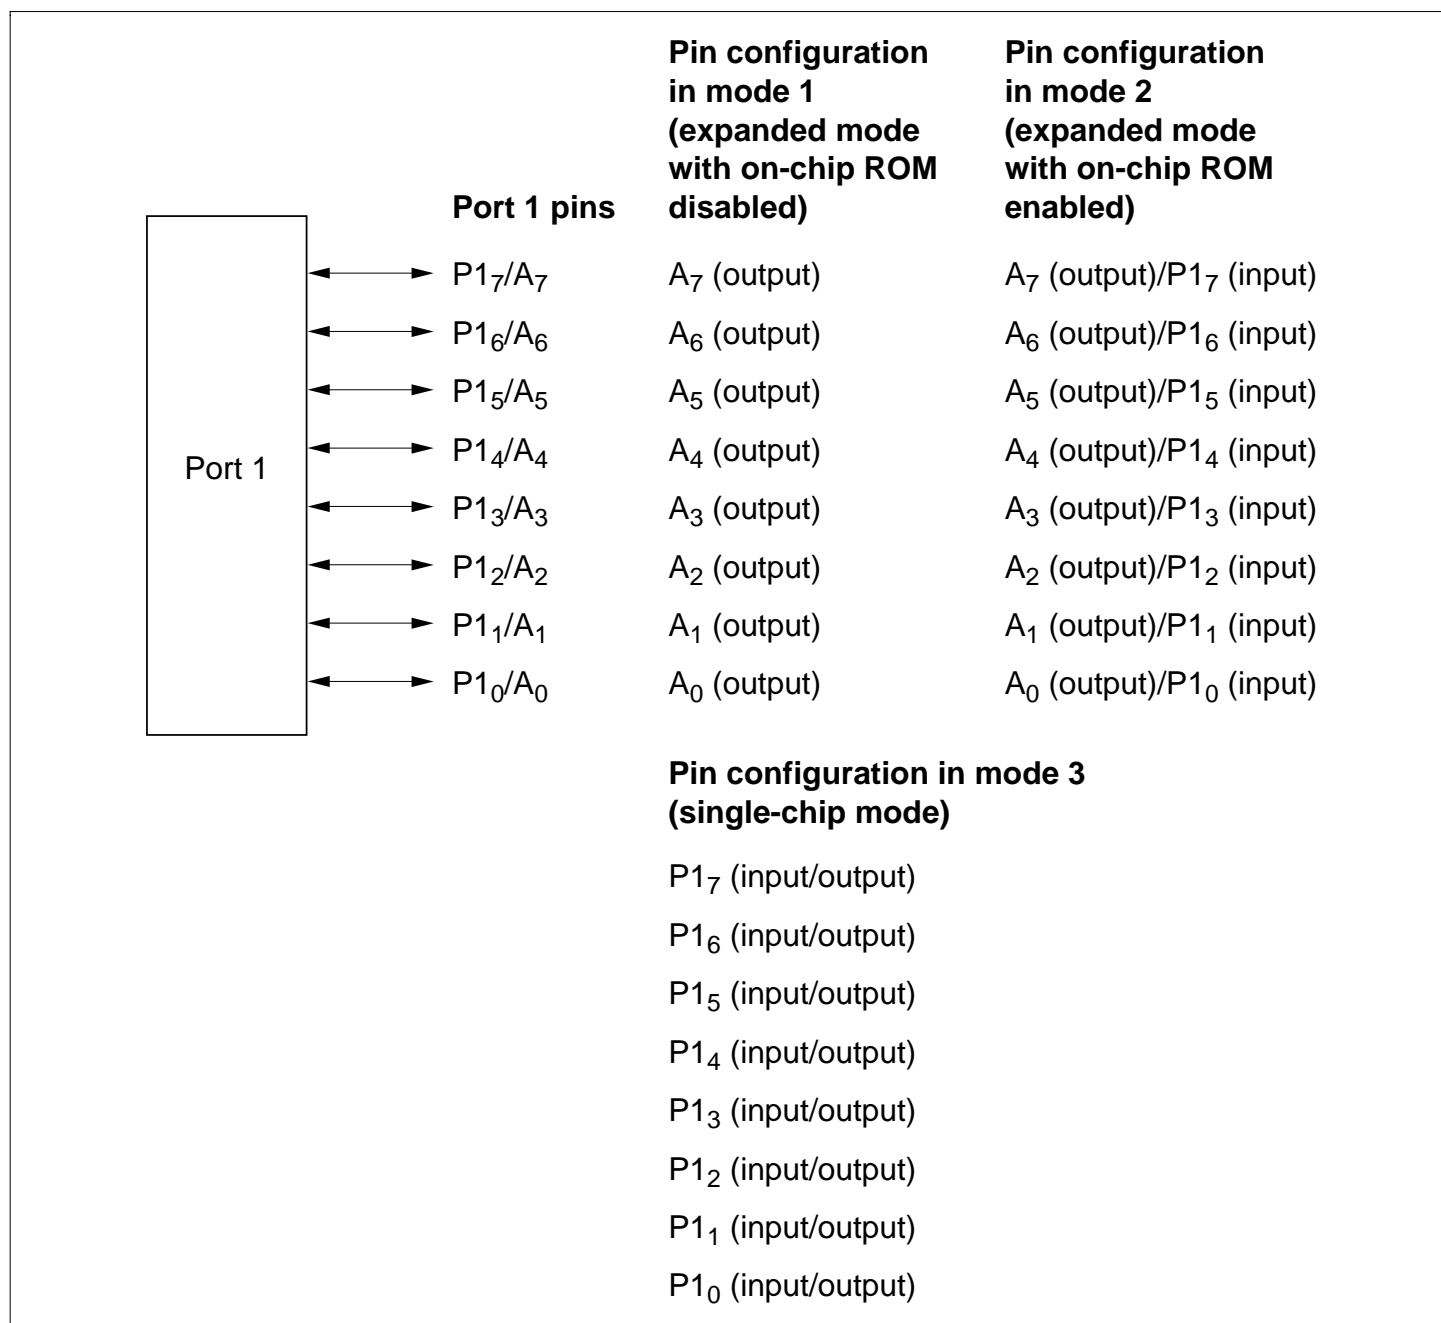 Pin configuration
in mode 1
(expanded mode
with on-chip ROM
disabled)
Pin configuration
in mode 2
(expanded mode
with on-chip ROM
enabled)
Port 1 pins
Port 1
P1₇/A₇ A₇ (output) A₇ (output)/P1₇ (input)
P1₆/A₆ A₆ (output) A₆ (output)/P1₆ (input)
P1₅/A₅ A₅ (output) A₅ (output)/P1₅ (input)
P1₄/A₄ A₄ (output) A₄ (output)/P1₄ (input)
P1₃/A₃ A₃ (output) A₃ (output)/P1₃ (input)
P1₂/A₂ A₂ (output) A₂ (output)/P1₂ (input)
P1₁/A₁ A₁ (output) A₁ (output)/P1₁ (input)
P1₀/A₀ A₀ (output) A₀ (output)/P1₀ (input)
Pin configuration in mode 3
(single-chip mode)
P1₇ (input/output)
P1₆ (input/output)
P1₅ (input/output)
P1₄ (input/output)
P1₃ (input/output)
P1₂ (input/output)
P1₁ (input/output)
P1₀ (input/output)